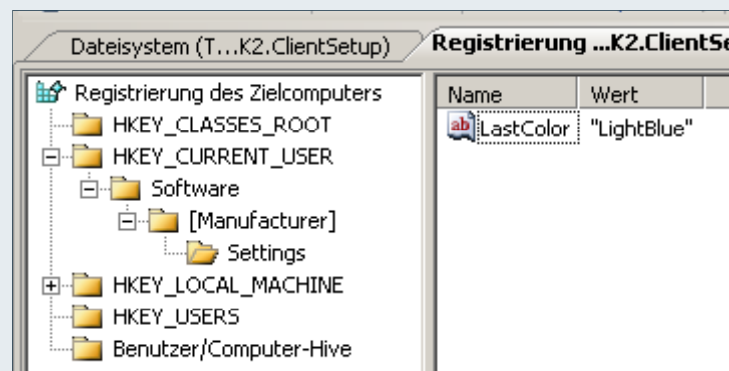 Dateisystem (T...K2.ClientSetup)
Registrierung ...K2.ClientSe
Registrierung des Zielcomputers
HKEY_CLASSES_ROOT
HKEY_CURRENT_USER
Software
[Manufacturer]
Settings
HKEY_LOCAL_MACHINE
HKEY_USERS
Benutzer/Computer-Hive
Name Wert
ab LastColor "LightBlue"